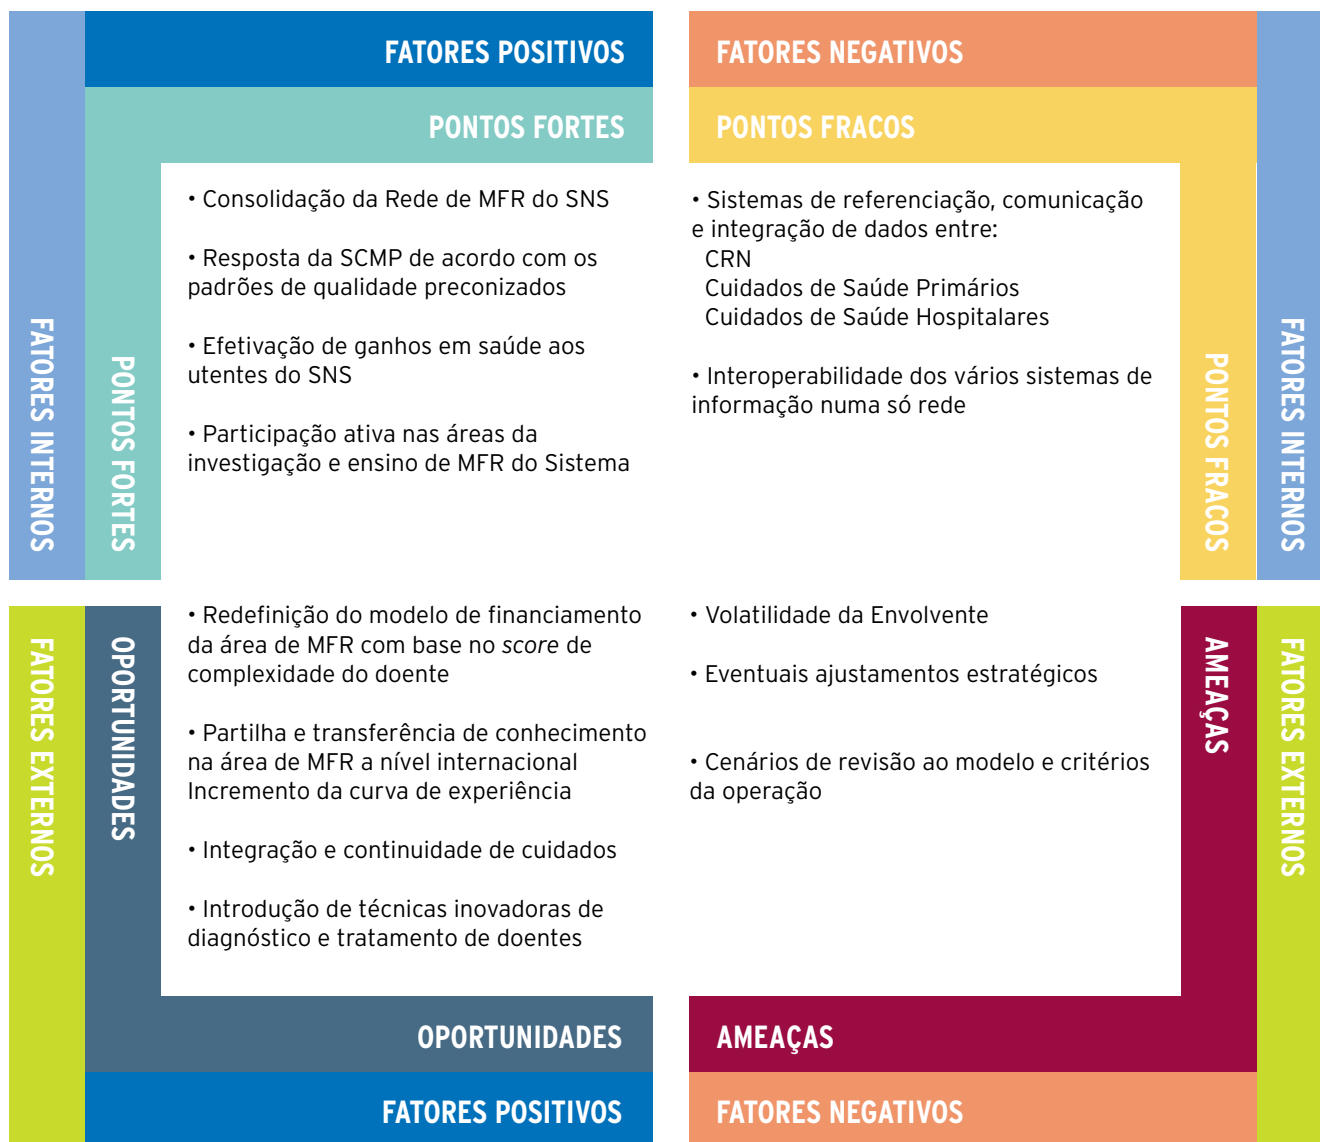 FATORES POSITIVOS
PONTOS FORTES
FATORES INTERNOS
PONTOS FORTES
• Consolidação da Rede de MFR do SNS
• Resposta da SCMP de acordo com os
padrões de qualidade preconizados
• Efetivação de ganhos em saúde aos
utentes do SNS
• Participação ativa nas áreas da
investigação e ensino de MFR do Sistema
FATORES NEGATIVOS
PONTOS FRACOS
• Sistemas de referenciação, comunicação
e integração de dados entre:
CRN
Cuidados de Saúde Primários
Cuidados de Saúde Hospitalares
• Interoperabilidade dos vários sistemas de
informação numa só rede
PONTOS FRACOS
FATORES INTERNOS
FATORES EXTERNOS
OPORTUNIDADES
• Redefinição do modelo de financiamento
da área de MFR com base no score de
complexidade do doente
• Partilha e transferência de conhecimento
na área de MFR a nível internacional
Incremento da curva de experiência
• Integração e continuidade de cuidados
• Introdução de técnicas inovadoras de
diagnóstico e tratamento de doentes
OPORTUNIDADES
FATORES POSITIVOS
• Volatilidade da Envolvente
• Eventuais ajustamentos estratégicos
• Cenários de revisão ao modelo e critérios
da operação
AMEAÇAS
FATORES EXTERNOS
AMEAÇAS
FATORES NEGATIVOS